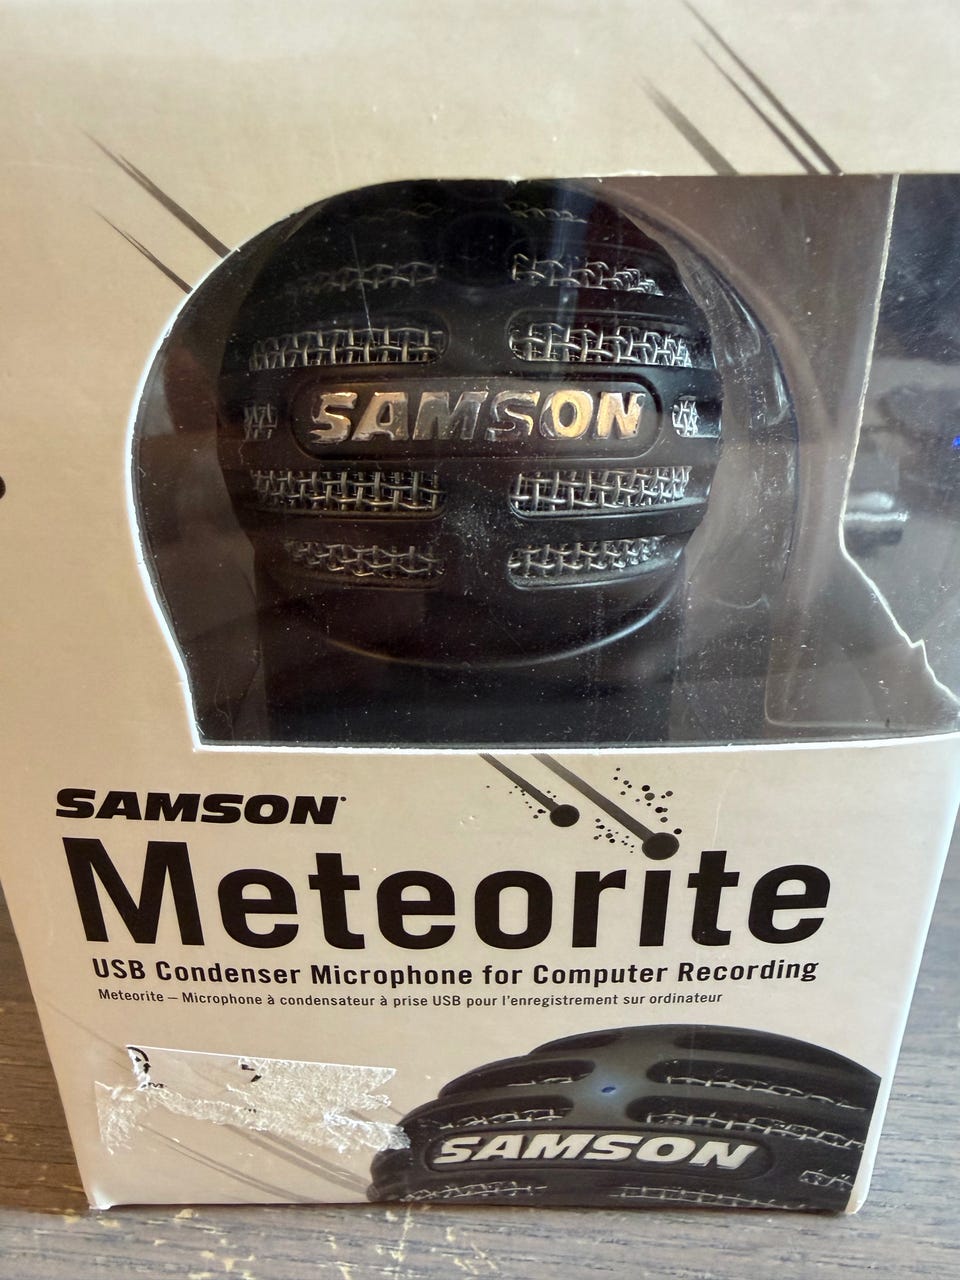 SAMSON
SAMSON
Meteorite
USB Condenser Microphone for Computer Recording
Meteorite – Microphone à condensateur à prise USB pour l'enregistrement sur ordinateur
SAMSON